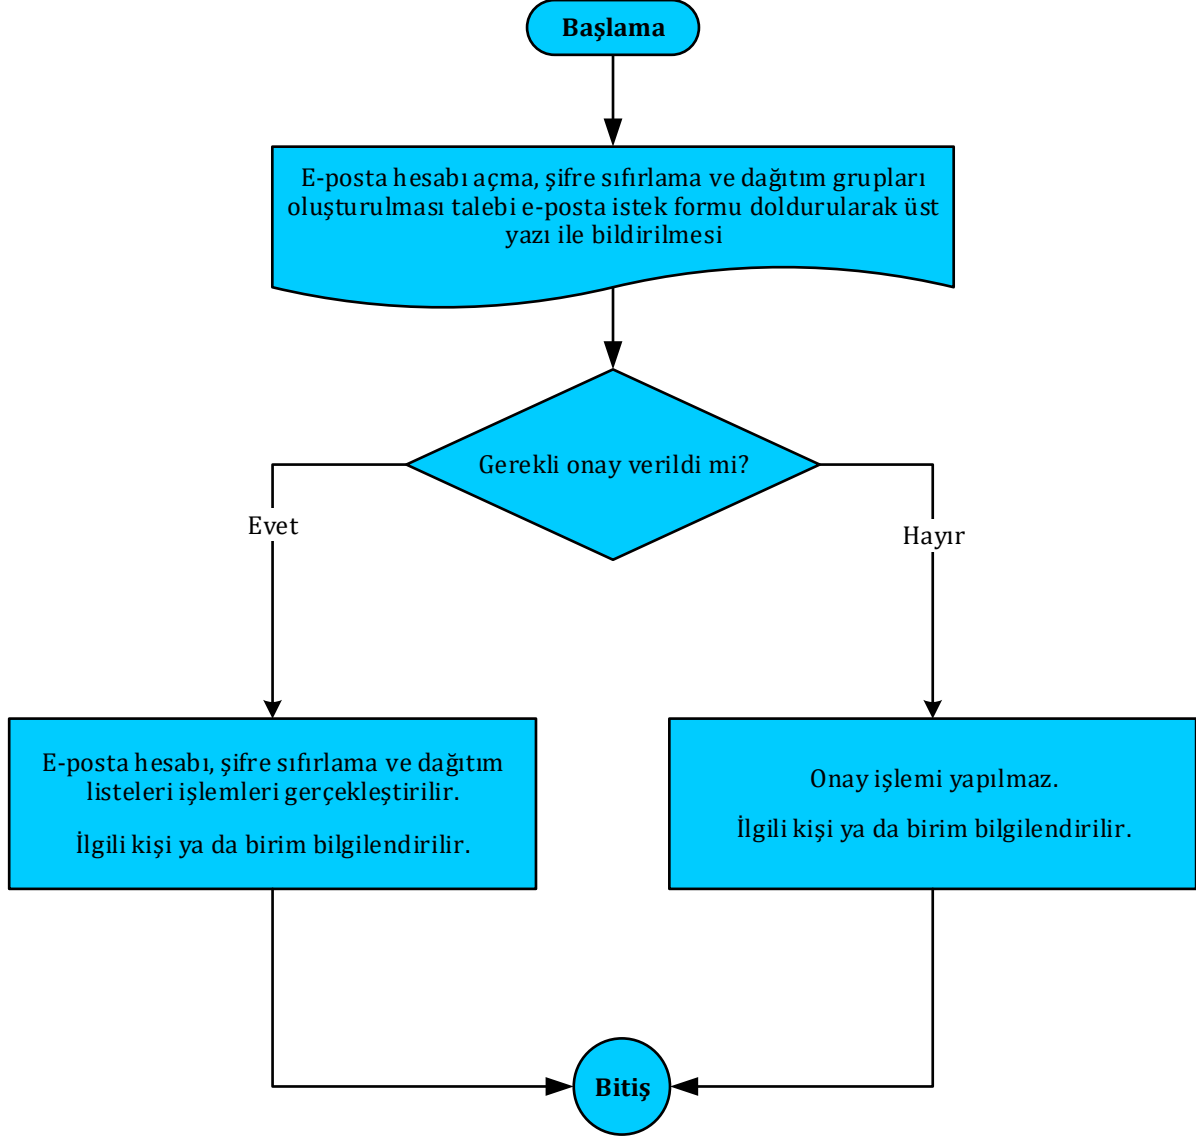 Başlama
E-posta hesabı açma, şifre sıfırlama ve dağıtım grupları
oluşturulması talebi e-posta istek formu doldurularak üst
yazı ile bildirilmesi
Gerekli onay verildi mi?
Evet
Hayır
E-posta hesabı, şifre sıfırlama ve dağıtım
listeleri işlemleri gerçekleştirilir.
İlgili kişi ya da birim bilgilendirilir.
Onay işlemi yapılmaz.
İlgili kişi ya da birim bilgilendirilir.
Bitiş